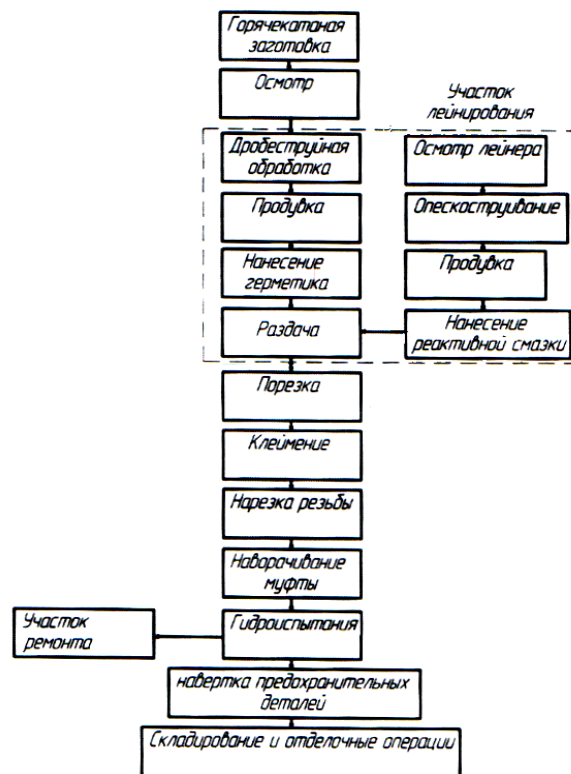 Горячекатаная
заготовка
Осмотр
Участок
лейнирования
Дробеструйная
обработка
Осмотр лейнера
Продувка
Опескоструивание
Нанесение
герметика
Продувка
Раздача
Нанесение
реактивной смазки
Порезка
Клеймение
Нарезка резьбы
Наворачивание
муфты
Участок
ремонта
Гидроиспытания
навертка предохранительных
деталей
Складирование и отделочные операции